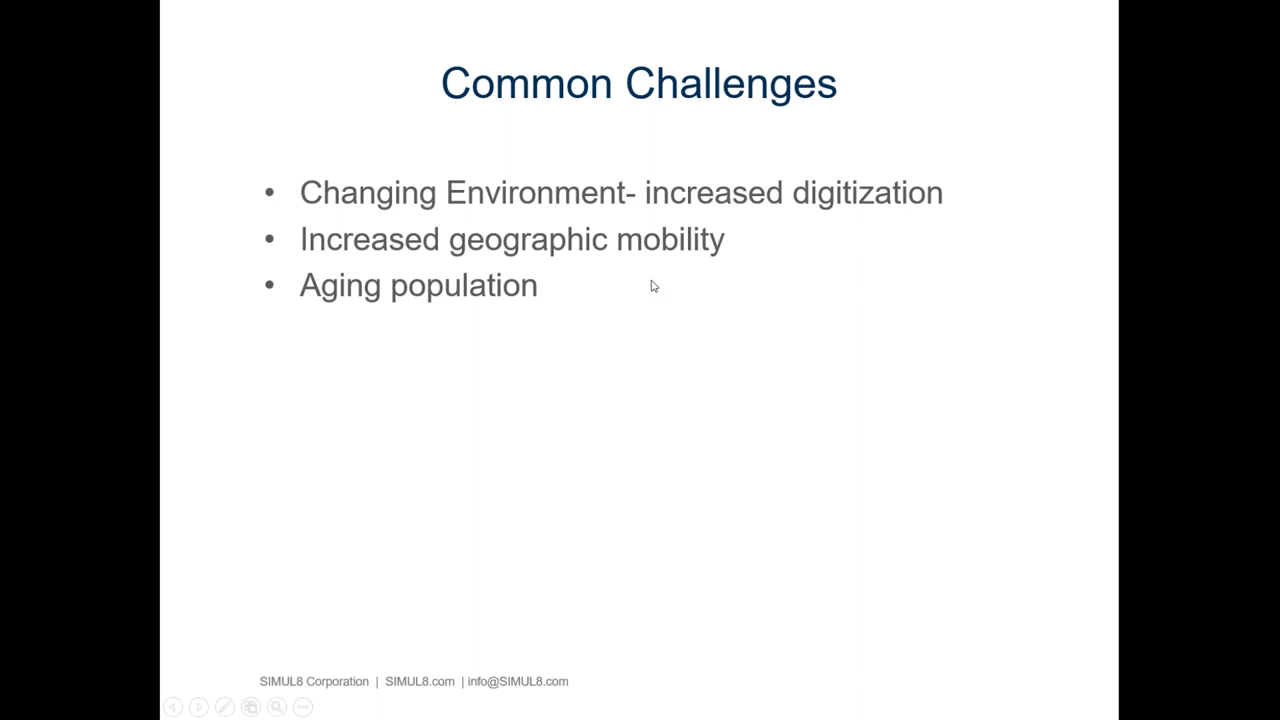 Common Challenges
• Changing Environment- increased digitization
• Increased geographic mobility
• Aging population
SIMUL8 Corporation | SIMUL8.com | info@SIMUL8.com